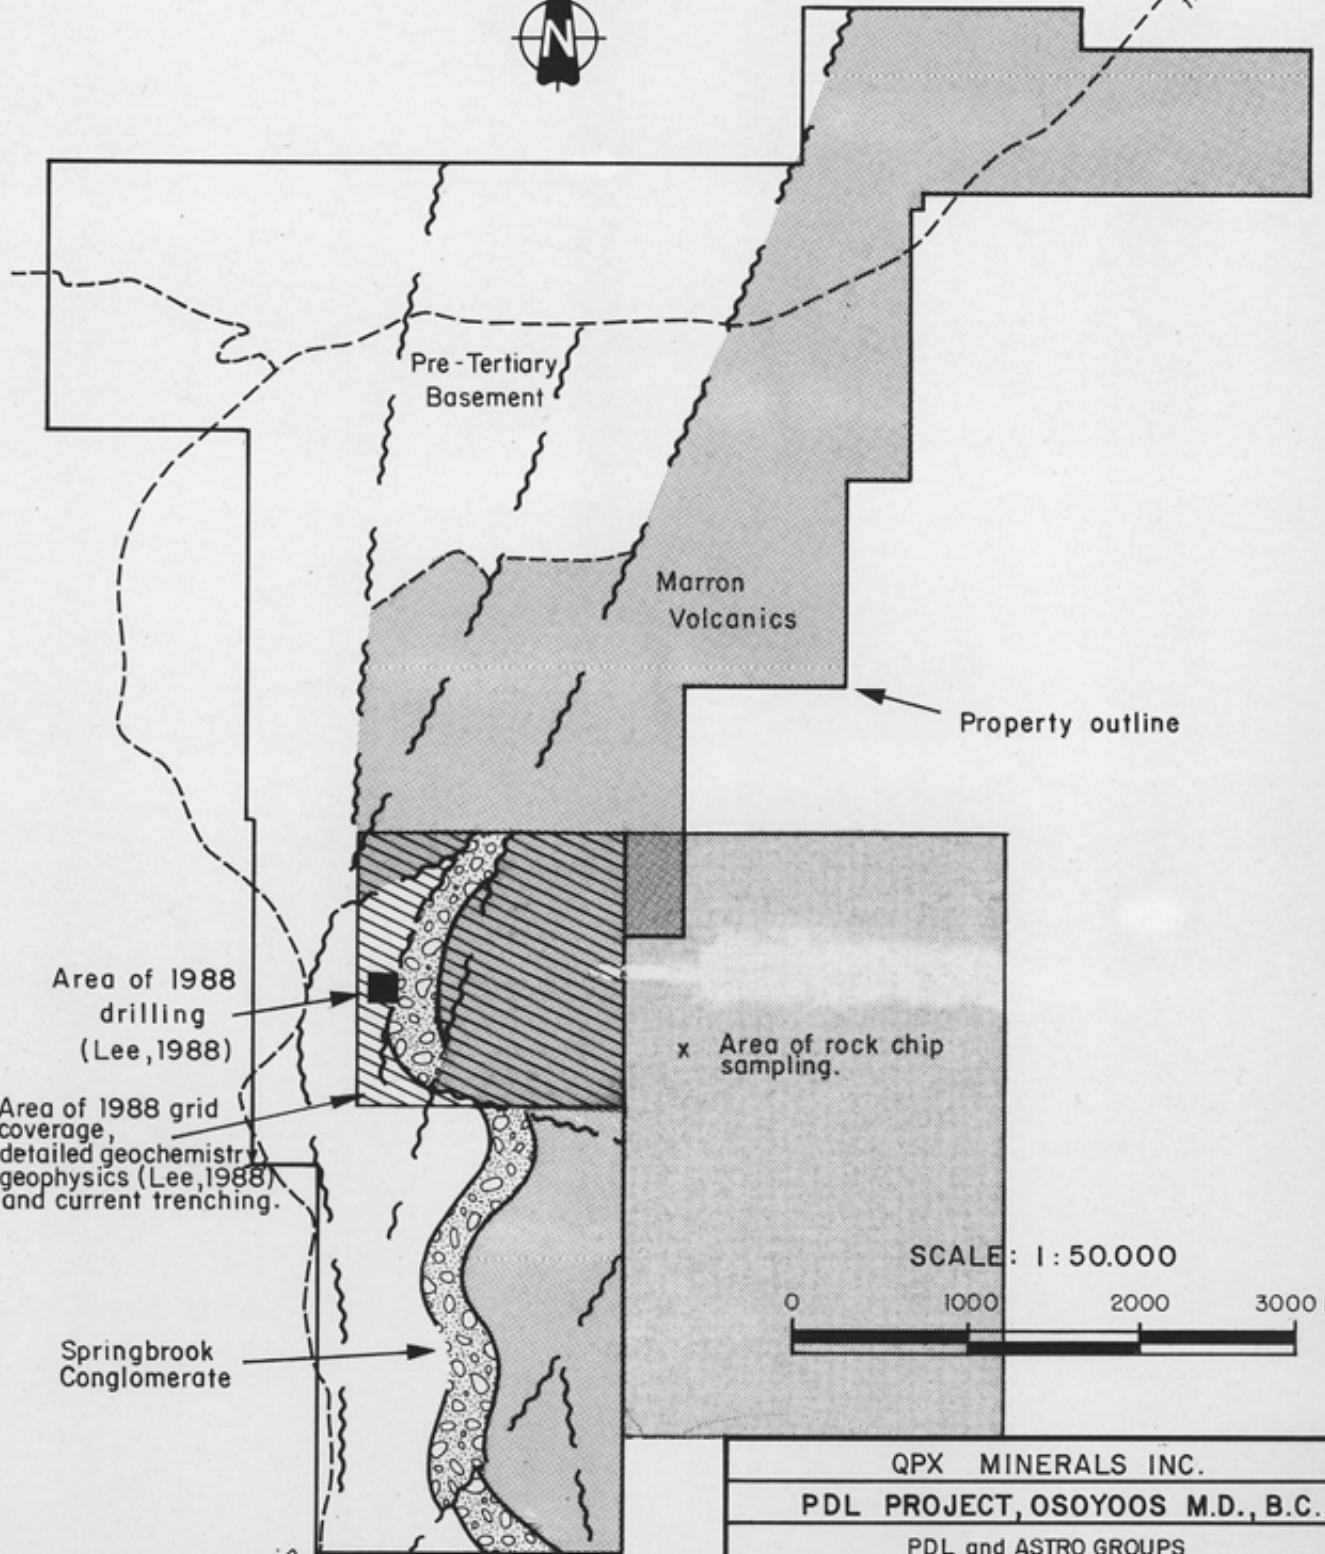 N
Pre-Tertiary
Basement
Marron
Volcanics
Property outline
Area of 1988
drilling
(Lee,1988)
x Area of rock chip
sampling.
Area of 1988 grid
coverage,
detailed geochemistry
geophysics (Lee,1988)
and current trenching.
SCALE: 1:50.000
0 1000 2000 3000
Springbrook
Conglomerate
QPX MINERALS INC.
PDL PROJECT, OSOYOOS M.D., B.C.
PDL and ASTRO GROUPS